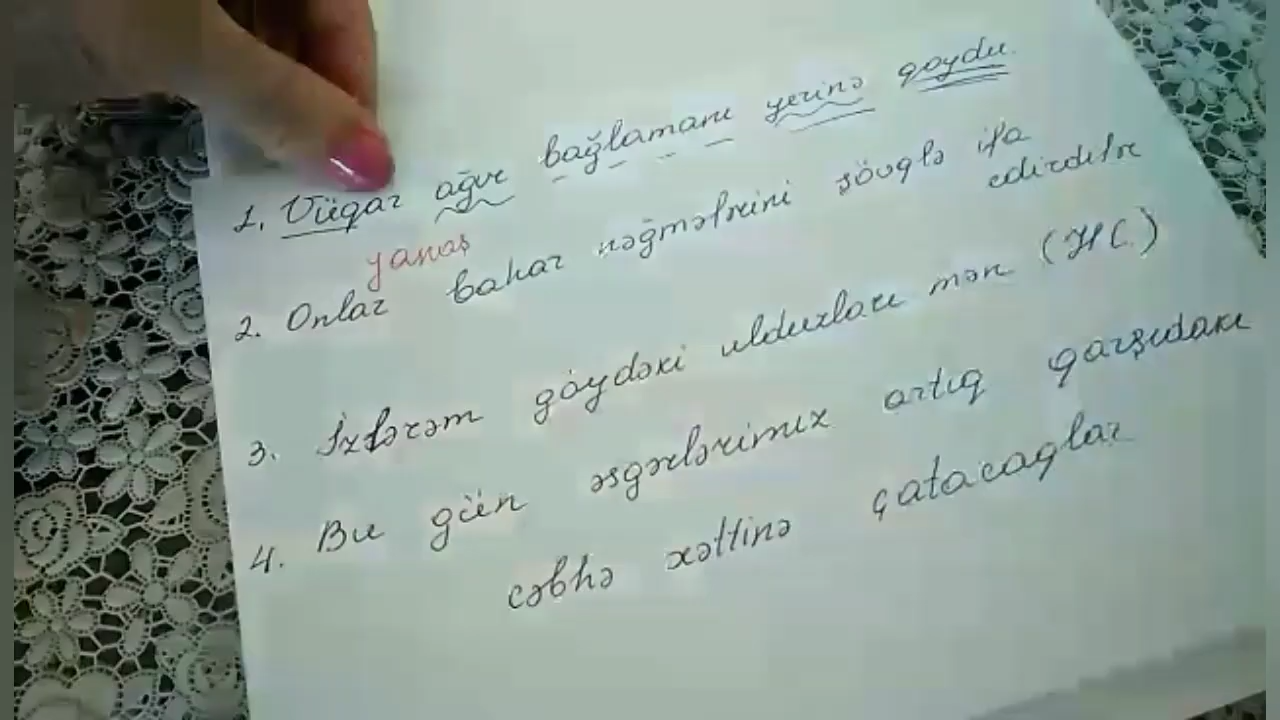 1. Vüqar ağır bağlamanı yerinə qoydu.
yanaş
2. Onlar bahar nəğmələrini şövqlə ifa
edirdilər
3. İzlərəm göydəki ulduzları mən (H.C.)
4. Bu gün əsgərlərimiz artıq qarşıdakı
cəbhə xəttinə çatacaqlar